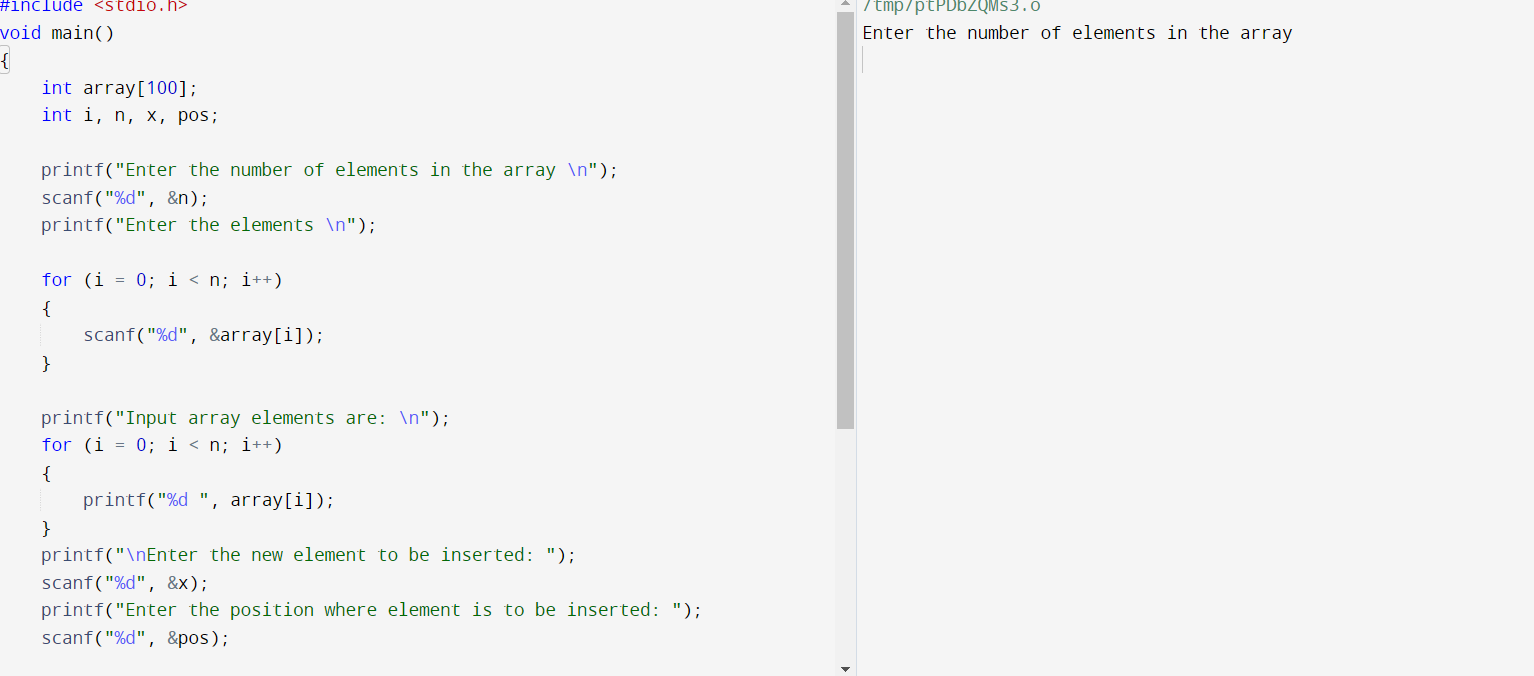 #include <stdio.h>
void main()
{
    int array[100];
    int i, n, x, pos;

    printf("Enter the number of elements in the array \n");
    scanf("%d", &n);
    printf("Enter the elements \n");

    for (i = 0; i < n; i++)
    {
        scanf("%d", &array[i]);
    }

    printf("Input array elements are: \n");
    for (i = 0; i < n; i++)
    {
        printf("%d ", array[i]);
    }
    printf("\nEnter the new element to be inserted: ");
    scanf("%d", &x);
    printf("Enter the position where element is to be inserted: ");
    scanf("%d", &pos);
/tmp/ptPDbZQMs3.o
Enter the number of elements in the array